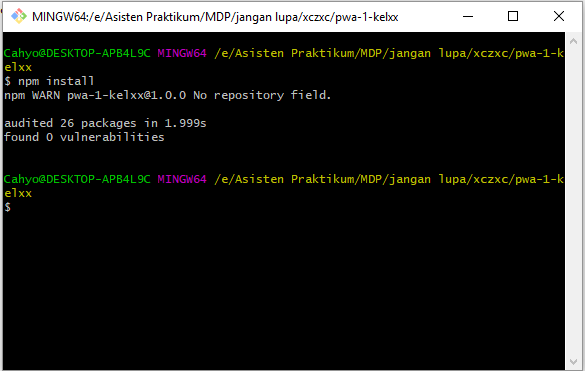 MINGW64:/e/Asisten Praktikum/MDP/jangan lupa/xczxc/pwa-1-kelxx
Cahyo@DESKTOP-APB4L9C MINGW64 /e/Asisten Praktikum/MDP/jangan lupa/xczxc/pwa-1-k
elxx
$ npm install
npm WARN pwa-1-kelxx@1.0.0 No repository field.
audited 26 packages in 1.999s
found 0 vulnerabilities
Cahyo@DESKTOP-APB4L9C MINGW64 /e/Asisten Praktikum/MDP/jangan lupa/xczxc/pwa-1-k
elxx
$